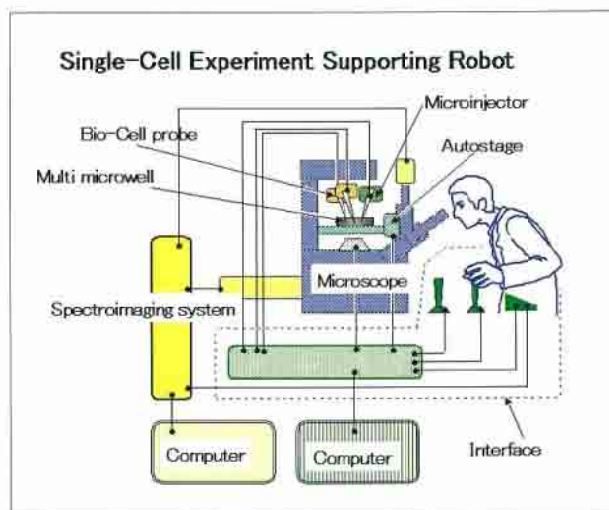 Single-Cell Experiment Supporting Robot
Microinjector
Bio-Cell probe
Autostage
Multi microwell
Microscope
Spectroimaging system
Computer
Computer
Interface